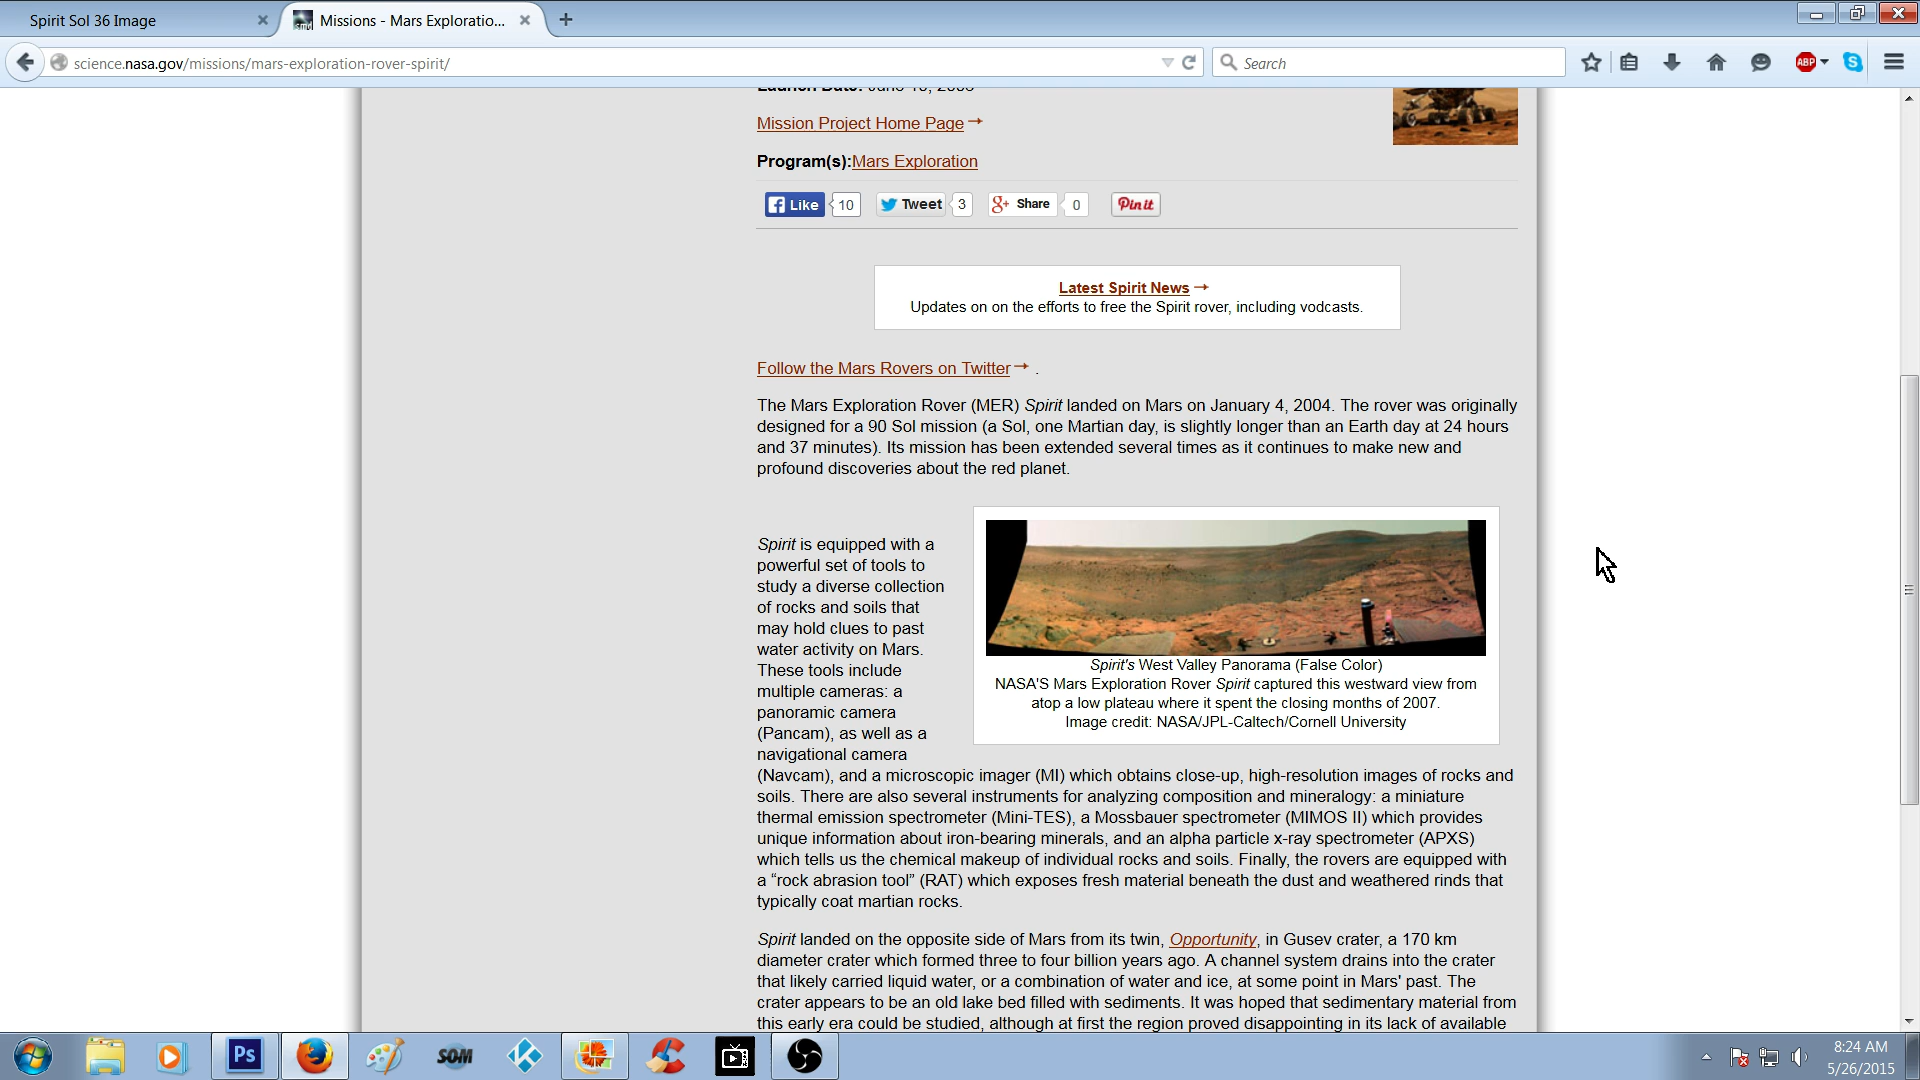 Spirit Sol 36 Image
Missions - Mars Exploratio...
science.nasa.gov/missions/mars-exploration-rover-spirit/
Search
ABP
Launch Date: June 10, 2003
Mission Project Home Page
Program(s):Mars Exploration
Like 10 Tweet 3 g+ Share 0 Pin it
Latest Spirit News
Updates on on the efforts to free the Spirit rover, including vodcasts.
Follow the Mars Rovers on Twitter .
The Mars Exploration Rover (MER) Spirit landed on Mars on January 4, 2004. The rover was originally
designed for a 90 Sol mission (a Sol, one Martian day, is slightly longer than an Earth day at 24 hours
and 37 minutes). Its mission has been extended several times as it continues to make new and
profound discoveries about the red planet.
Spirit is equipped with a
powerful set of tools to
study a diverse collection
of rocks and soils that
may hold clues to past
water activity on Mars.
These tools include
multiple cameras: a
panoramic camera
(Pancam), as well as a
navigational camera
Spirit's West Valley Panorama (False Color)
NASA'S Mars Exploration Rover Spirit captured this westward view from
atop a low plateau where it spent the closing months of 2007.
Image credit: NASA/JPL-Caltech/Cornell University
(Navcam), and a microscopic imager (MI) which obtains close-up, high-resolution images of rocks and
soils. There are also several instruments for analyzing composition and mineralogy: a miniature
thermal emission spectrometer (Mini-TES), a Mossbauer spectrometer (MIMOS II) which provides
unique information about iron-bearing minerals, and an alpha particle x-ray spectrometer (APXS)
which tells us the chemical makeup of individual rocks and soils. Finally, the rovers are equipped with
a “rock abrasion tool” (RAT) which exposes fresh material beneath the dust and weathered rinds that
typically coat martian rocks.
Spirit landed on the opposite side of Mars from its twin, Opportunity, in Gusev crater, a 170 km
diameter crater which formed three to four billion years ago. A channel system drains into the crater
that likely carried liquid water, or a combination of water and ice, at some point in Mars' past. The
crater appears to be an old lake bed filled with sediments. It was hoped that sedimentary material from
this early era could be studied, although at first the region proved disappointing in its lack of available
Ps
SOM
8:24 AM
5/26/2015